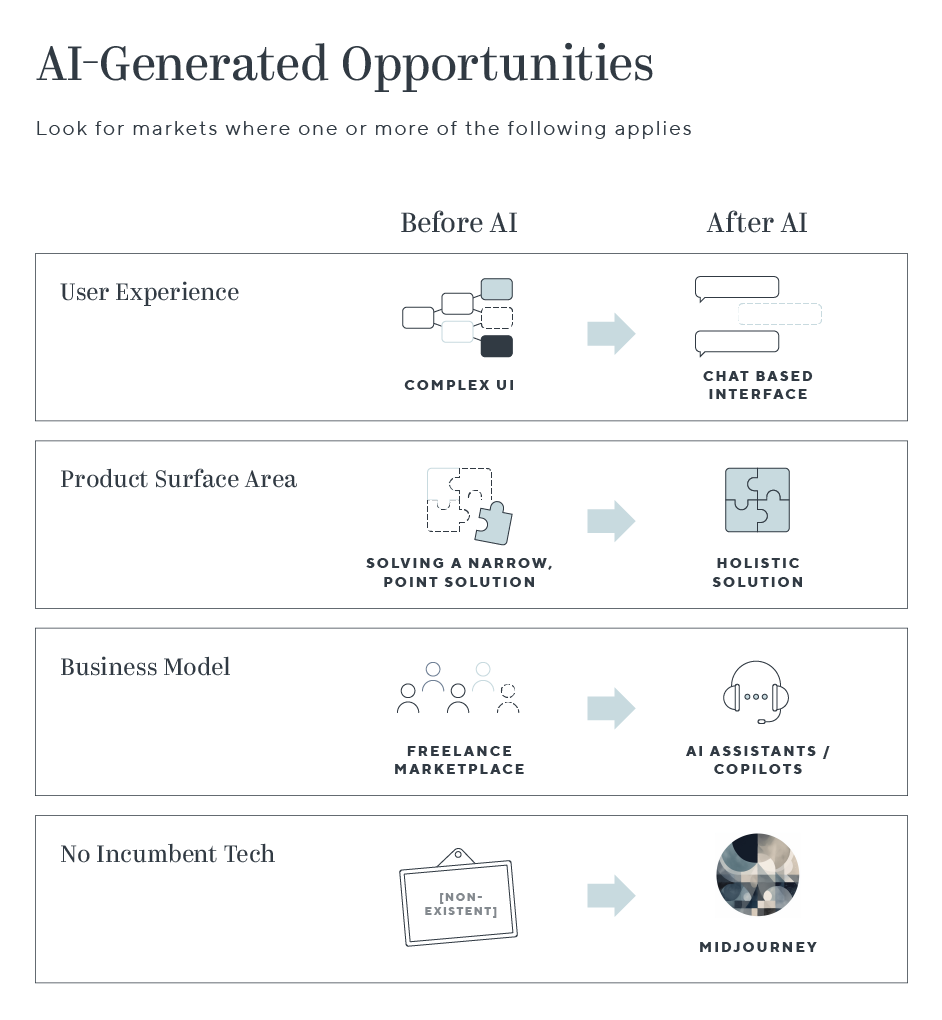 AI-Generated Opportunities
Look for markets where one or more of the following applies
Before AI
After AI
User Experience
COMPLEX UI
CHAT BASED
INTERFACE
Product Surface Area
SOLVING A NARROW,
POINT SOLUTION
HOLISTIC
SOLUTION
Business Model
FREELANCE
MARKETPLACE
AI ASSISTANTS /
COPILOTS
No Incumbent Tech
[NON-
EXISTENT]
MIDJOURNEY